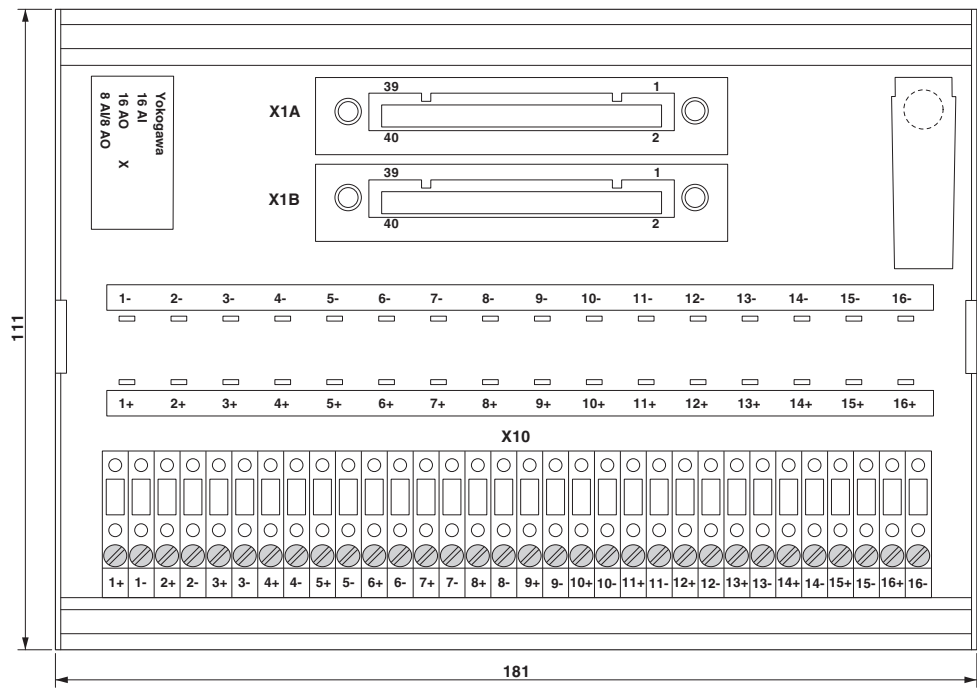 Yokogawa
16 AI
16 AO X
8 AI/8 AO
X1A
39 1
40 2
X1B
39 1
40 2
1- 2- 3- 4- 5- 6- 7- 8- 9- 10- 11- 12- 13- 14- 15- 16-
1+ 2+ 3+ 4+ 5+ 6+ 7+ 8+ 9+ 10+ 11+ 12+ 13+ 14+ 15+ 16+
X10
1+ 1- 2+ 2- 3+ 3- 4+ 4- 5+ 5- 6+ 6- 7+ 7- 8+ 8- 9+ 9- 10+ 10- 11+ 11- 12+ 12- 13+ 13- 14+ 14- 15+ 15- 16+ 16-
111
181